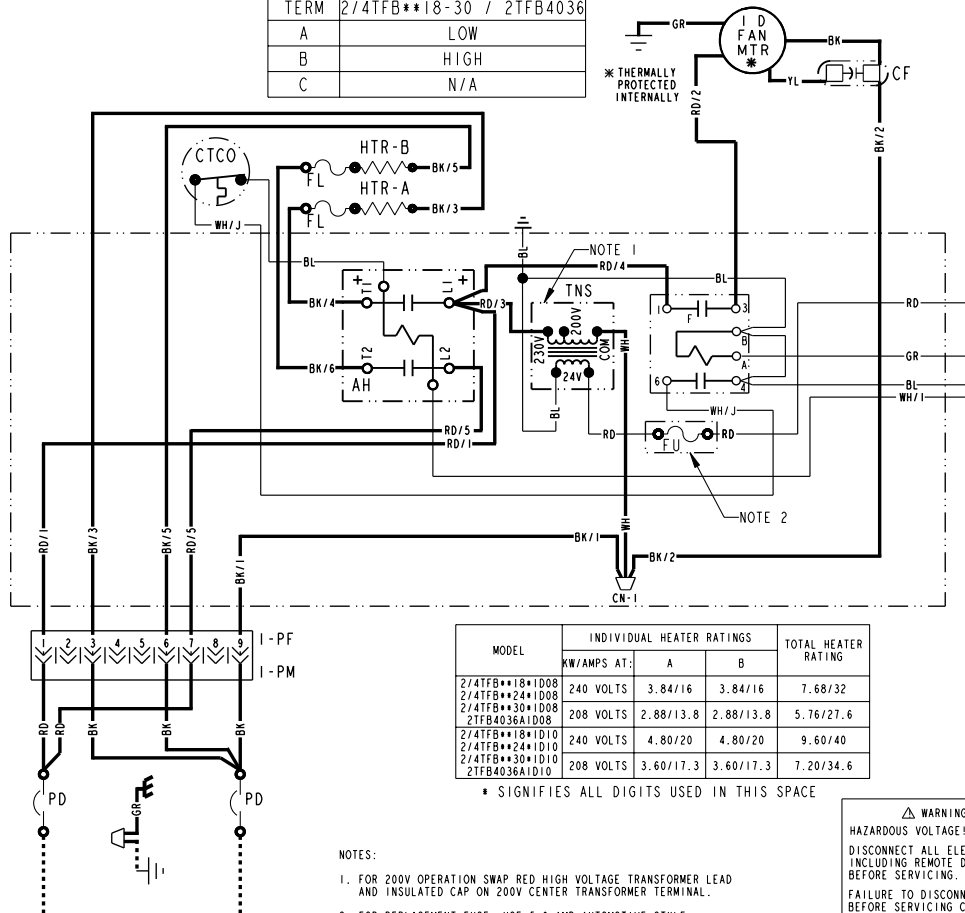 TERM 2/4TFB**18-30 / 2TFB4036
A LOW
B HIGH
C N/A
GR
I D
FAN
MTR
*
BK
CF
YL
* THERMALLY
PROTECTED
INTERNALLY
RD/2
BK/2
CTCO
HTR-B
FL
BK/5
HTR-A
FL
BK/3
WH/J
BL
BL
NOTE 1
RD/4
BL
TNS
+ +
T1 L1
BK/4
RD/3
200V
230V
COM
24V
WH
1 F 3
B
A
6 4
RD
GR
BL
WH/1
T2 L2
BK/6
AH
BL
RD
WH/J
FU
RD
RD/5
RD/1
NOTE 2
RD/1
BK/3
BK/5
RD/5
BK/1
BK/1
WH
BK/2
CN-1
1 2 3 4 5 6 7 8 9
1-PF
1-PM
RD
RD
BK
BK
BK
PD
PD
GR
MODEL INDIVIDUAL HEATER RATINGS TOTAL HEATER
RATING
KW/AMPS AT: A B
2/4TFB**18*1D08
2/4TFB**24*1D08
2/4TFB**30*1D08
2TFB4036A1D08
240 VOLTS 3.84/16 3.84/16 7.68/32
208 VOLTS 2.88/13.8 2.88/13.8 5.76/27.6
2/4TFB**18*1D10
2/4TFB**24*1D10
2/4TFB**30*1D10
2TFB4036A1D10
240 VOLTS 4.80/20 4.80/20 9.60/40
208 VOLTS 3.60/17.3 3.60/17.3 7.20/34.6
* SIGNIFIES ALL DIGITS USED IN THIS SPACE
NOTES:
1. FOR 200V OPERATION SWAP RED HIGH VOLTAGE TRANSFORMER LEAD
AND INSULATED CAP ON 200V CENTER TRANSFORMER TERMINAL.
⚠ WARNING
HAZARDOUS VOLTAGE!
DISCONNECT ALL ELE
INCLUDING REMOTE D
BEFORE SERVICING.
FAILURE TO DISCONN
BEFORE SERVICING C